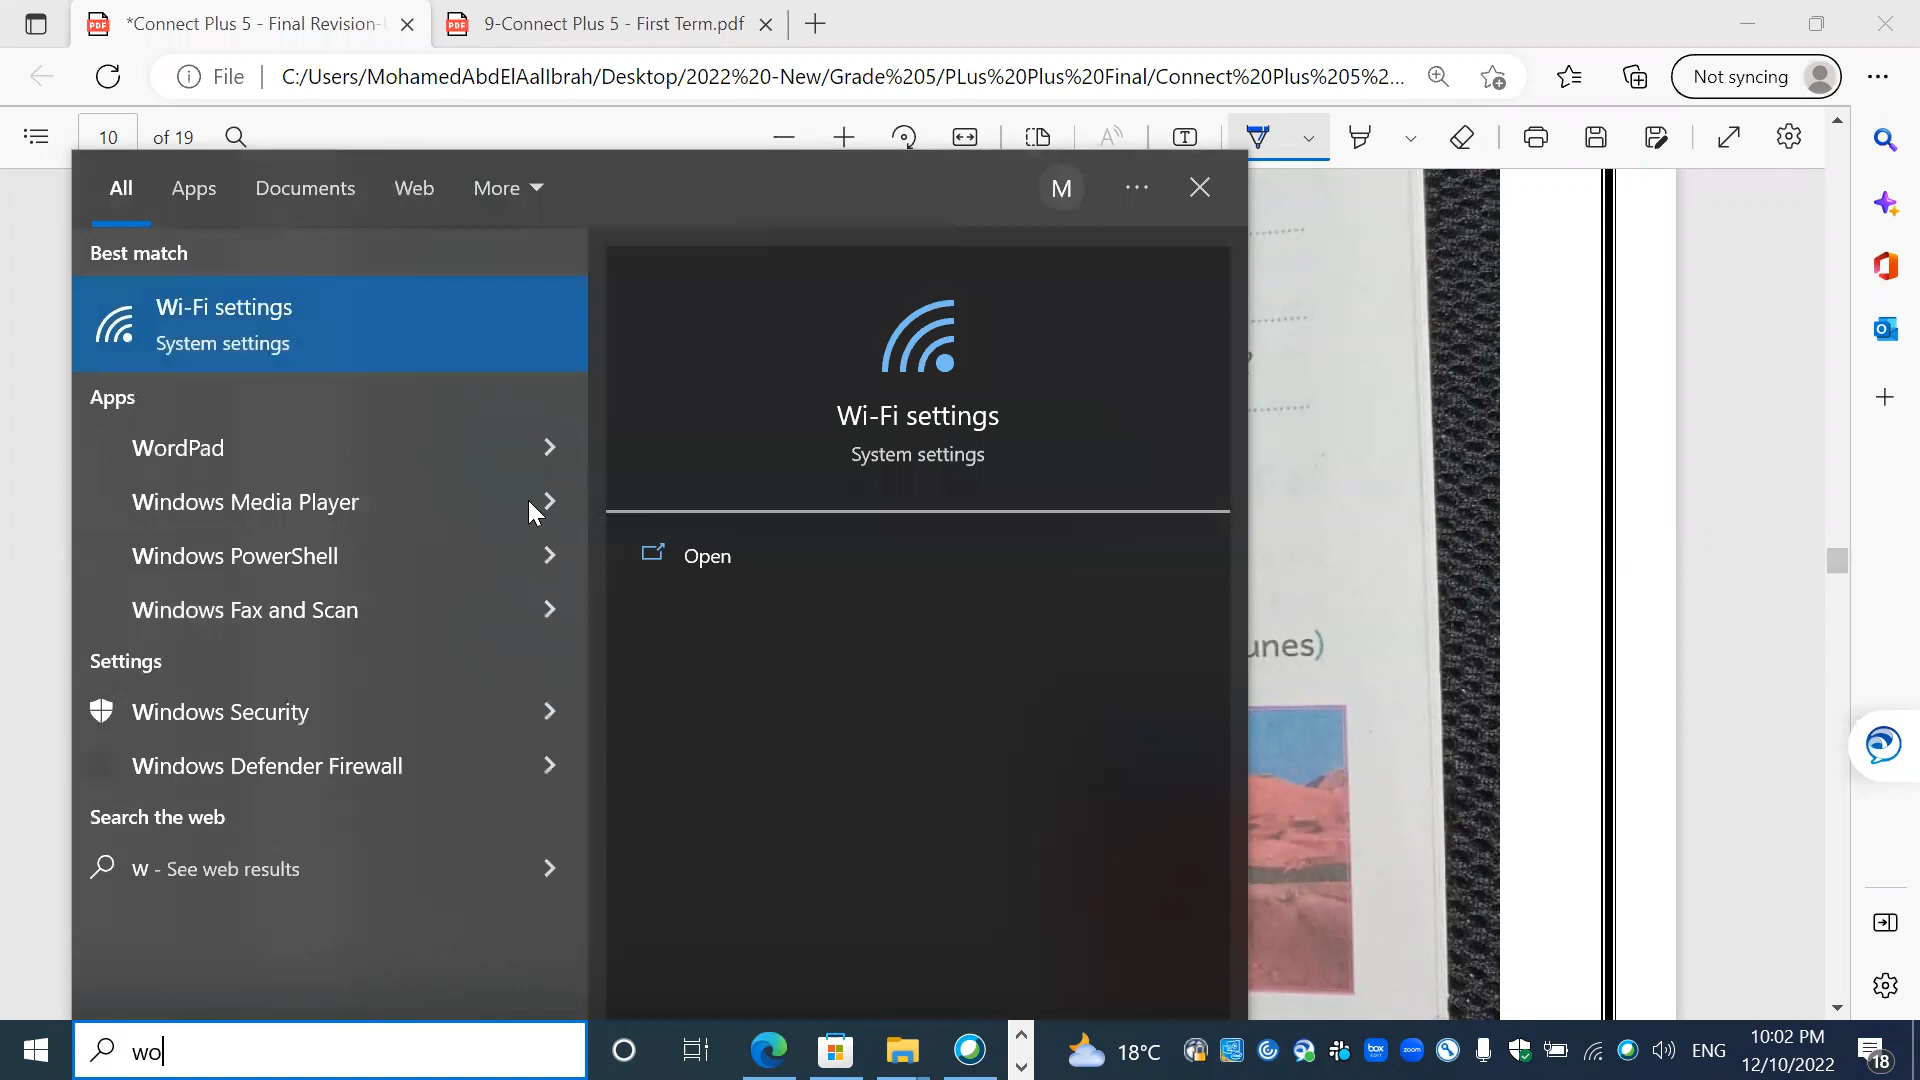 *Connect Plus 5 - Final Revision-
9-Connect Plus 5 - First Term.pdf
File
C:/Users/MohamedAbdElAalIbrah/Desktop/2022%20-New/Grade%205/PLus%20Plus%20Final/Connect%20Plus%205%2...
Not syncing
10 of 19
All Apps Documents Web More
M
Best match
Wi-Fi settings
System settings
Apps
WordPad
Windows Media Player
Windows PowerShell
Windows Fax and Scan
Settings
Windows Security
Windows Defender Firewall
Search the web
w - See web results
Wi-Fi settings
System settings
Open
unes)
wo
18°C
ENG
10:02 PM
12/10/2022
18